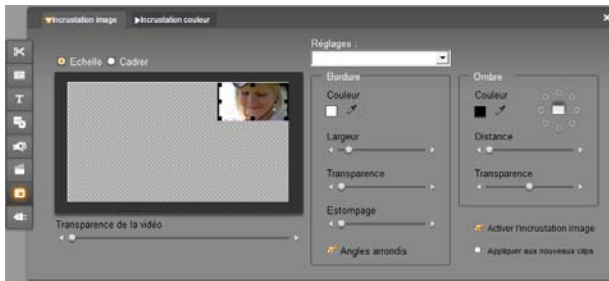 Incrustation image
Incrustation couleur
Echelle
Cadrer
Transparence de la vidéo
Réglages :
Bordure
Couleur
Largeur
Transparence
Estompage
Angles arrondis
Ombre
Couleur
Distance
Transparence
Activer l'incrustation image
Appliquer aux nouveaux clips